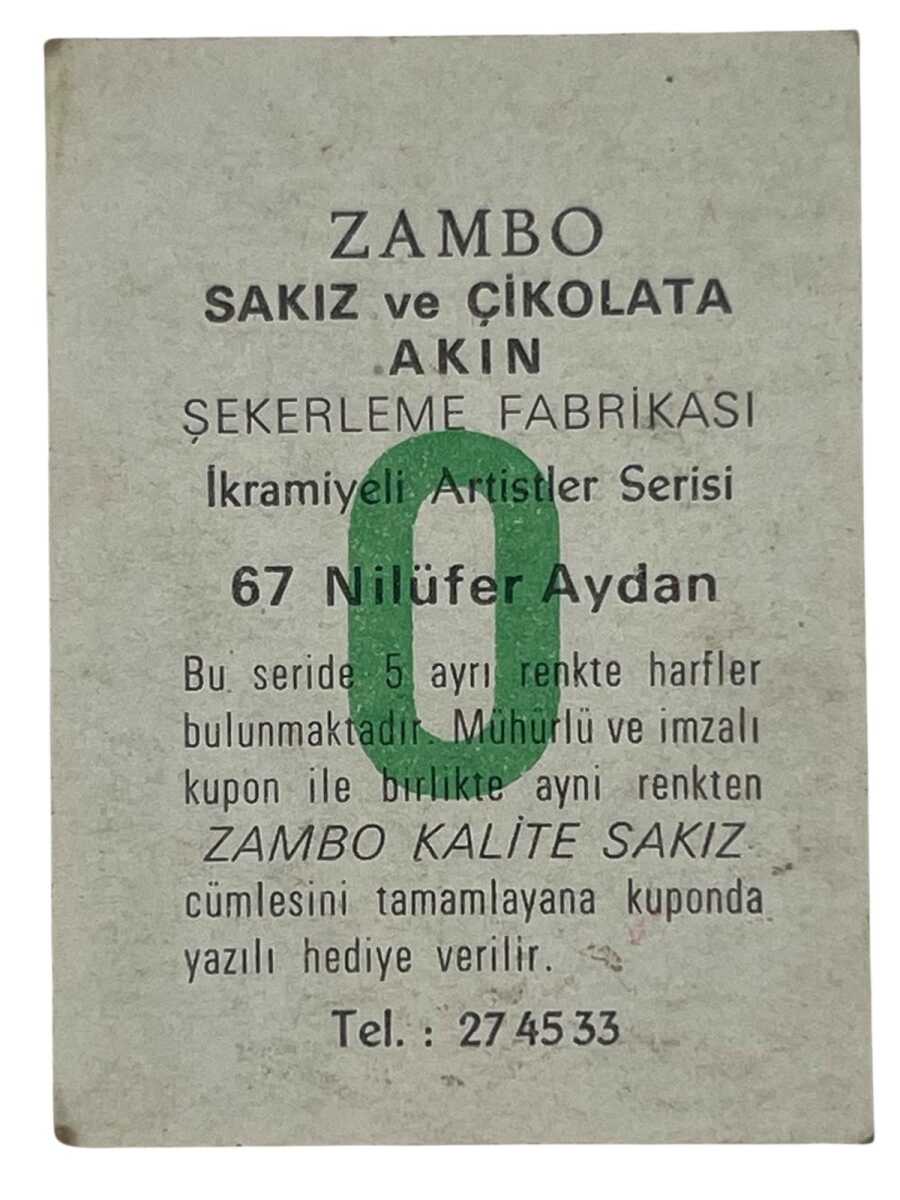 ZAMBO
SAKIZ ve ÇİKOLATA
AKIN
ŞEKERLEME FABRİKASI
İkramiyeli Artistler Serisi
67 Nilüfer Aydan
O
Bu seride 5 ayrı renkte harfler
bulunmaktadır. Mühürlü ve imzalı
kupon ile birlikte ayni renkten
ZAMBO KALİTE SAKIZ
cümlesini tamamlayana kuponda
yazılı hediye verilir.
Tel. : 27 45 33